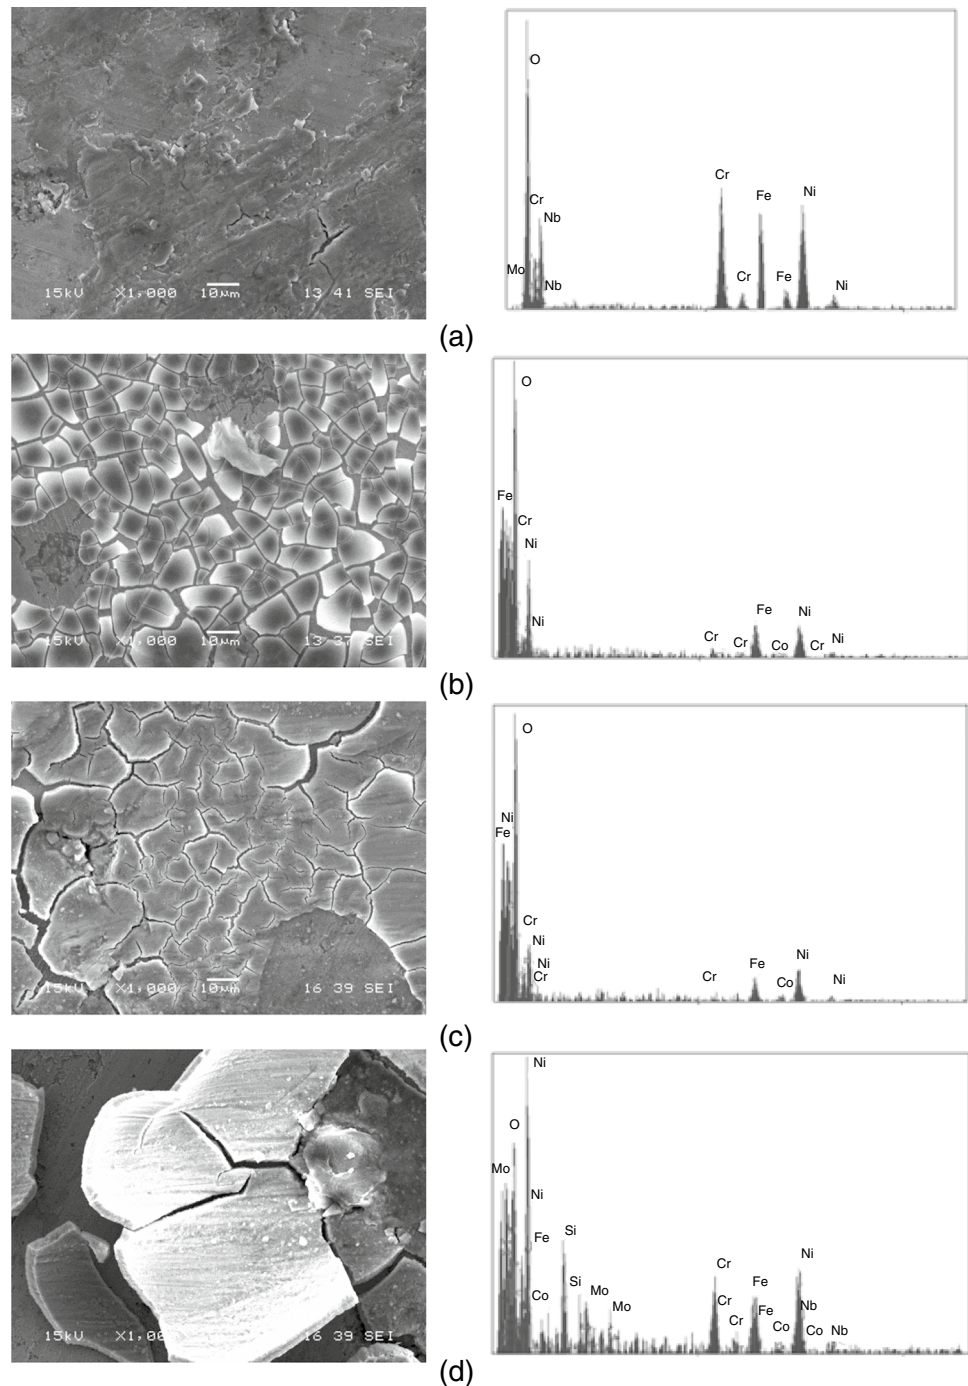 O
Cr
Fe
Ni
Cr
Nb
Mo
Cr
Fe
Ni
Nb
15kV X1,000 10µm 13 41 SEI
(a)
O
Fe
Cr
Ni
Fe
Ni
Ni
Cr
Cr
Co
Cr
Ni
15kV X1,000 10µm 13 37 SEI
(b)
O
Ni
Fe
Cr
Ni
Ni
Cr
Cr
Fe
Co
Ni
Ni
15kV X1,000 10µm 16 39 SEI
(c)
Ni
O
Mo
Ni
Fe
Si
Ni
Cr
Co
Si
Mo
Mo
Fe
Cr
Fe
Nb
Cr
Co
Co
Nb
15kV X1,00 16 39 SEI
(d)